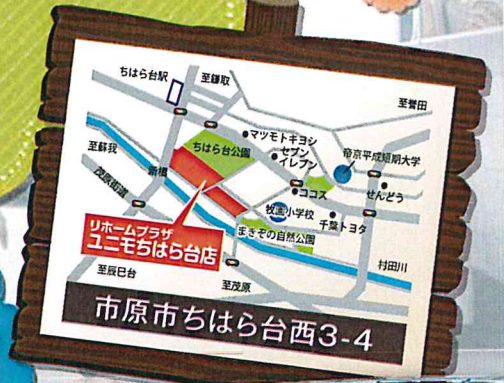 ちはら台駅
至鎌取
至誉田
マツモトキヨシ
セブン
イレブン
帝京平成短期大学
ちはら台公園
至蘇我
新橋
茂原街道
ココス
せんどう
牧園小学校
千葉トヨタ
まきぞの自然公園
リホームプラザ
ユニモちはら台店
村田川
至辰巳台
至茂原
市原市ちはら台西3-4